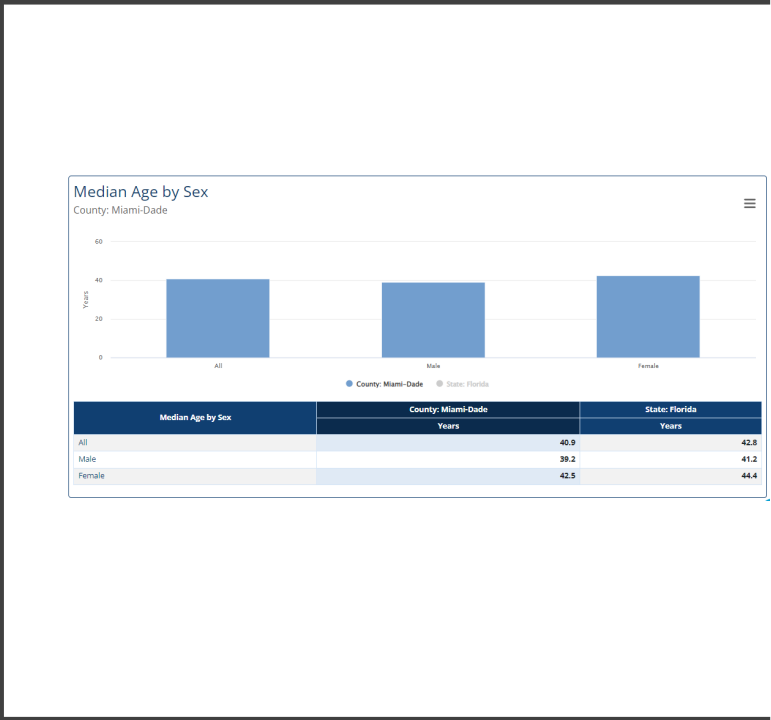 Median Age by Sex
County: Miami-Dade
60
40
20
0
Years
All Male Female
County: Miami-Dade State: Florida
Median Age by Sex County: Miami-Dade State: Florida
Years Years
All 40.9 42.8
Male 39.2 41.2
Female 42.5 44.4